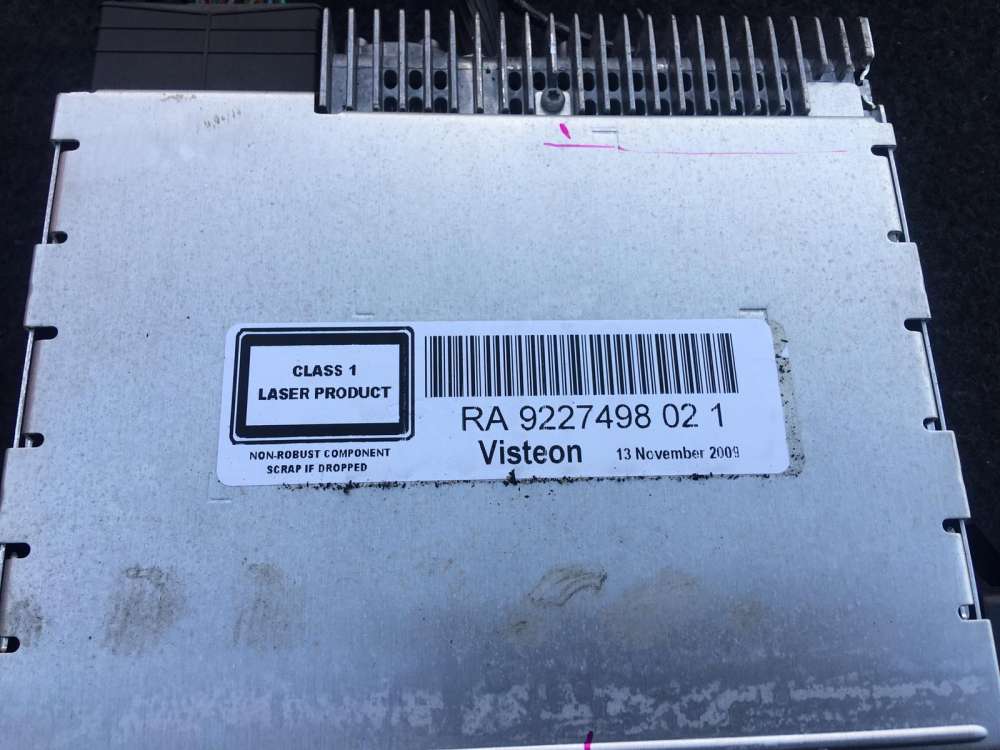 CLASS 1
LASER PRODUCT
NON-ROBUST COMPONENT
SCRAP IF DROPPED
RA 9227498 02 1
Visteon
13 November 2009